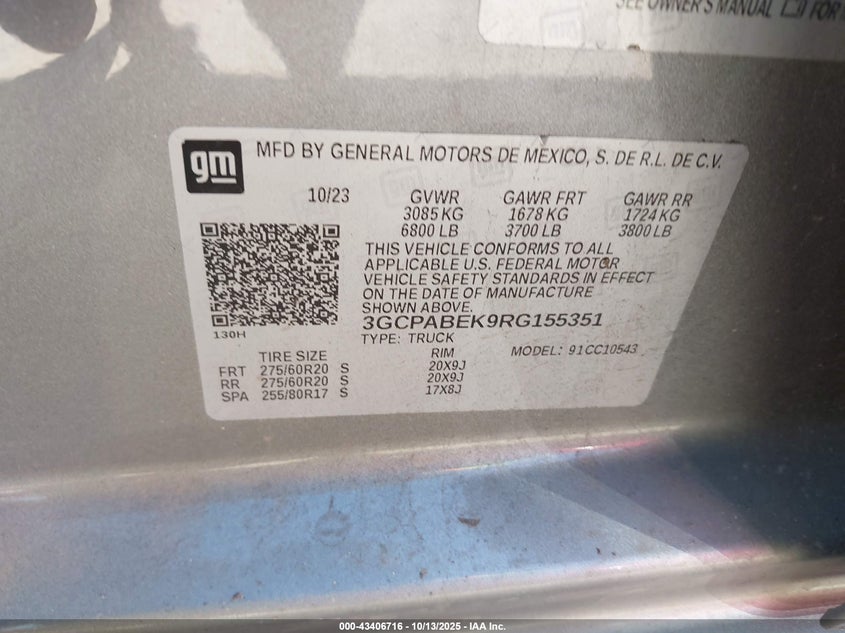 SEE OWNER'S MANUAL FOR
gm
MFD BY GENERAL MOTORS DE MEXICO, S. DE R.L. DE C.V.
10/23 GVWR GAWR FRT GAWR RR
3085 KG 1678 KG 1724 KG
6800 LB 3700 LB 3800 LB
THIS VEHICLE CONFORMS TO ALL
APPLICABLE U.S. FEDERAL MOTOR
VEHICLE SAFETY STANDARDS IN EFFECT
ON THE DATE OF MANUFACTURE
SHOWN ABOVE.
3GCPABEK9RG155351
130H
TYPE: TRUCK
MODEL: 91CC10543
TIRE SIZE RIM
FRT 275/60R20 S 20X9J
RR 275/60R20 S 20X9J
SPA 255/80R17 S 17X8J
000-43406716 - 10/13/2025 - IAA Inc.